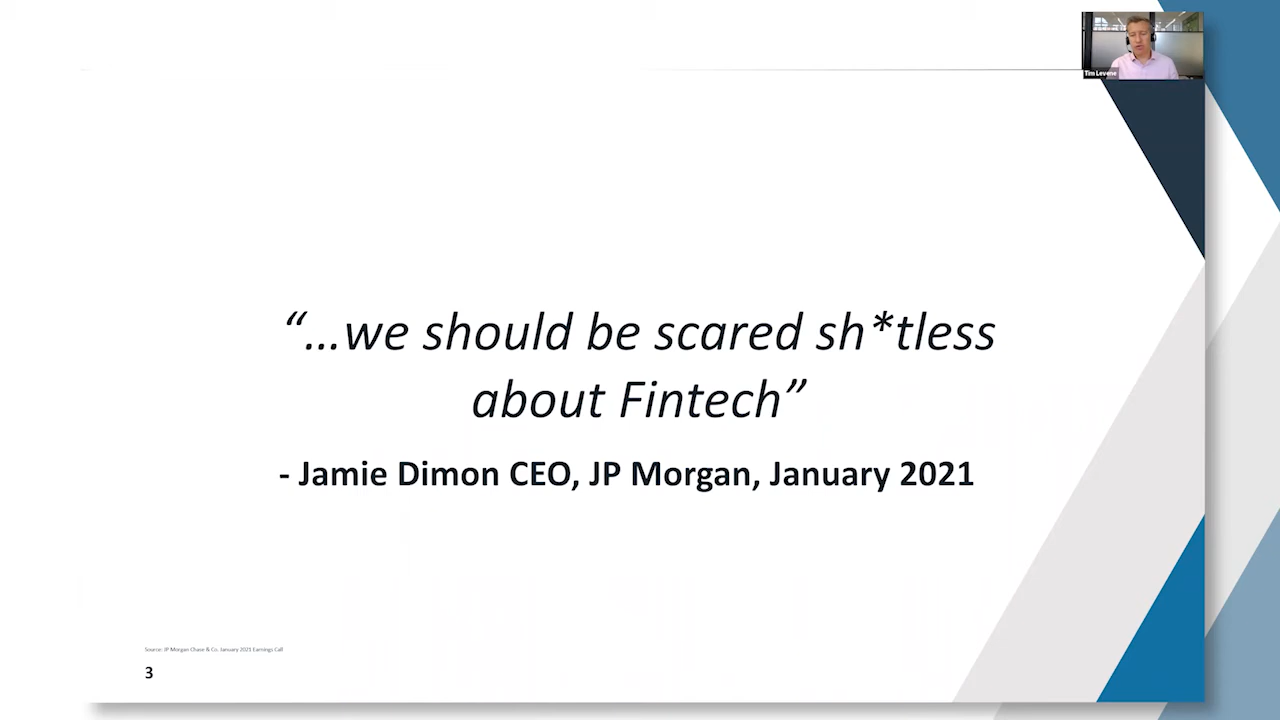 Tim Levene
“...we should be scared sh*tless
about Fintech”
- Jamie Dimon CEO, JP Morgan, January 2021
Source: JP Morgan Chase & Co. January 2021 Earnings Call
3